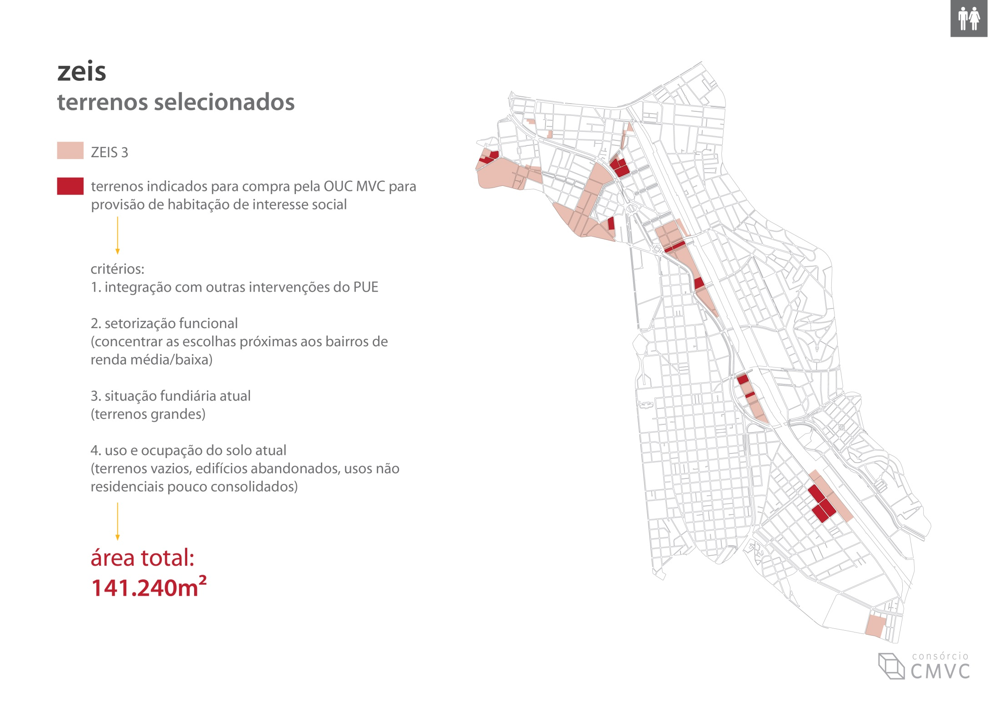 zeis
terrenos selecionados
ZEIS 3
terrenos indicados para compra pela OUC MVC para
provisão de habitação de interesse social
critérios:
1. integração com outras intervenções do PUE
2. setorização funcional
(concentrar as escolhas próximas aos bairros de
renda média/baixa)
3. situação fundiária atual
(terrenos grandes)
4. uso e ocupação do solo atual
(terrenos vazios, edifícios abandonados, usos não
residenciais pouco consolidados)
área total:
141.240m²
consórcio
CMVC